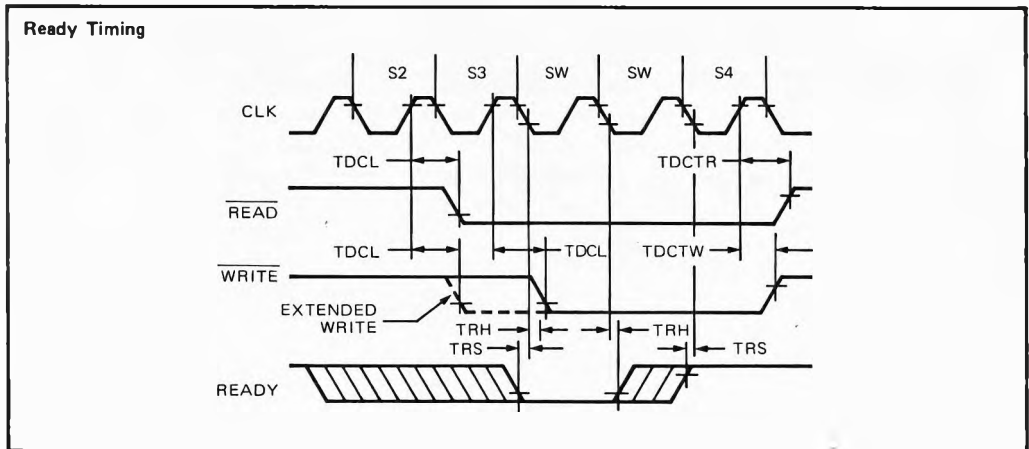 Ready Timing
S2 S3 SW SW S4
CLK
TDCL TDCTR
READ
TDCL TDCL TDCTW
WRITE
EXTENDED
WRITE
TRH TRH
TRS TRS
READY